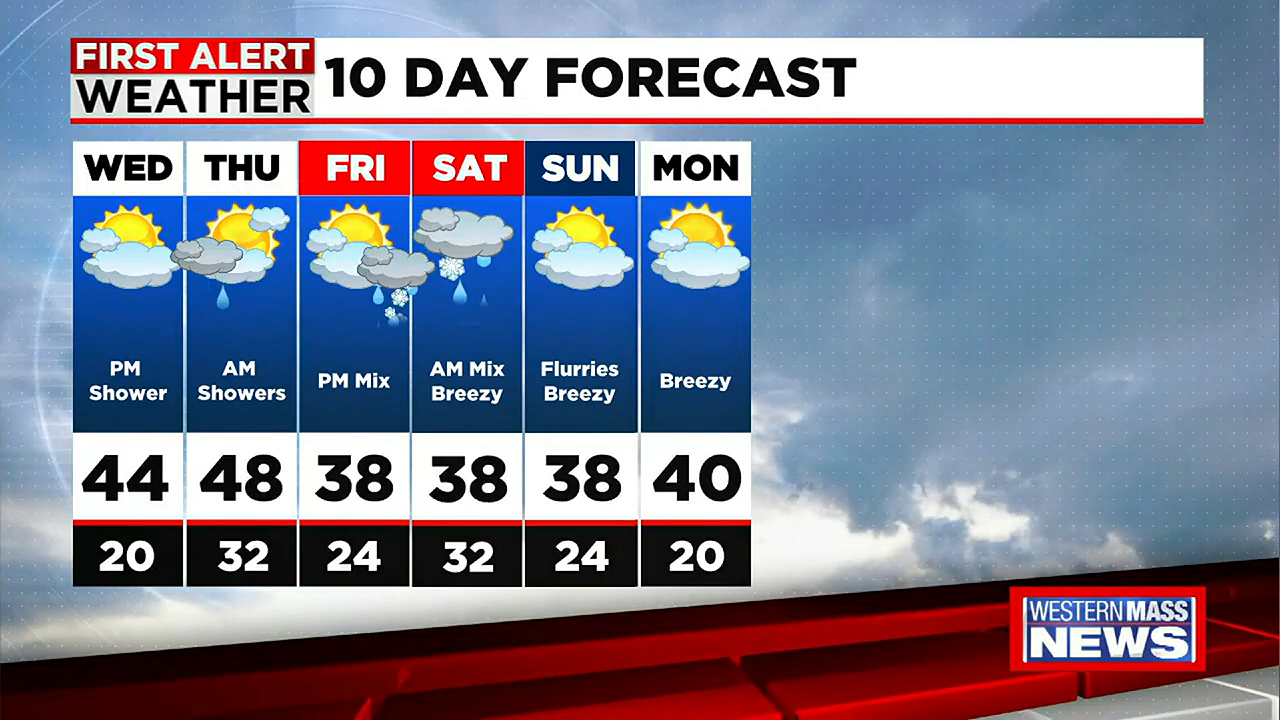 FIRST ALERT
WEATHER
10 DAY FORECAST
WED THU FRI SAT SUN MON
PM Shower
AM Showers
PM Mix
AM Mix Breezy
Flurries Breezy
Breezy
44 48 38 38 38 40
20 32 24 32 24 20
WESTERN MASS
NEWS